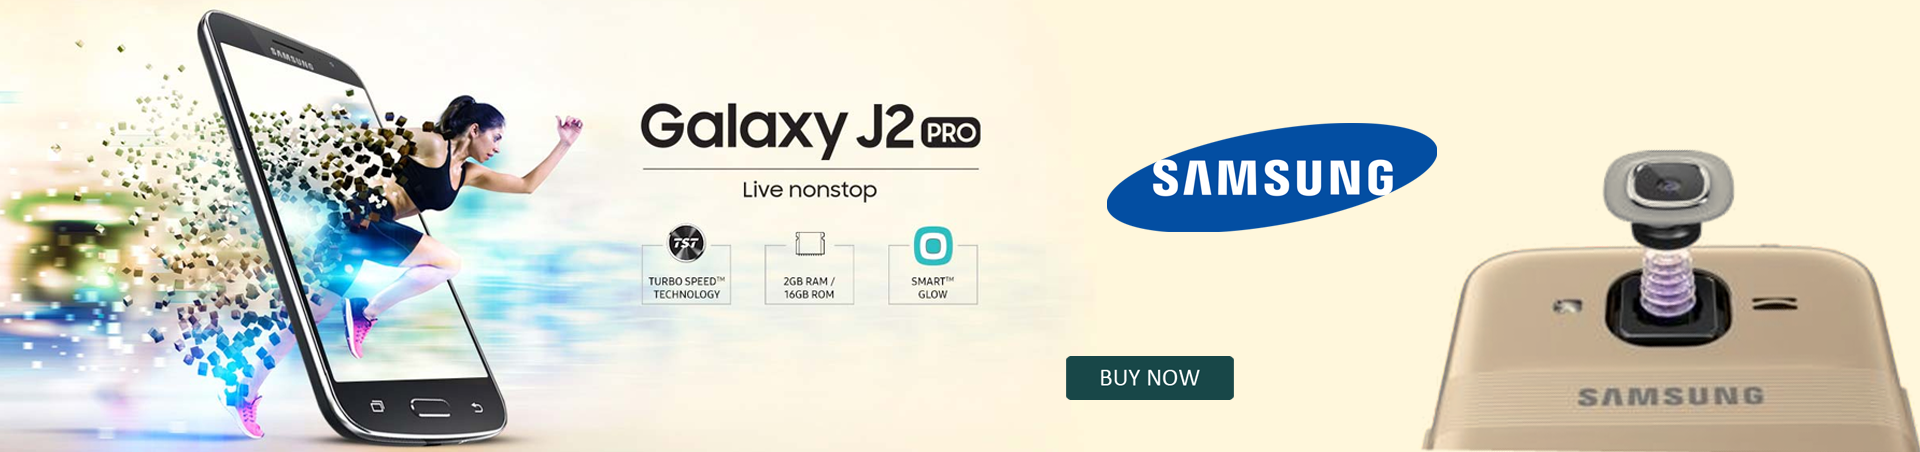 SAMSUNG
Galaxy J2 PRO
Live nonstop
TST
TURBO SPEED™
TECHNOLOGY
2GB RAM /
16GB ROM
SMART™
GLOW
SAMSUNG
BUY NOW
SAMSUNG